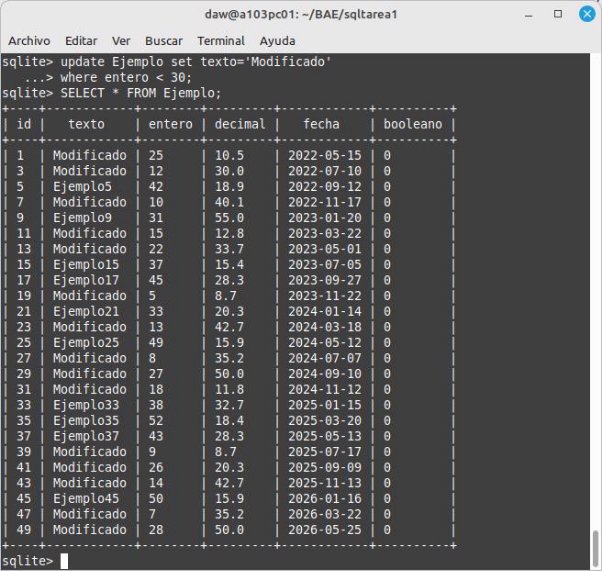 daw@a103pc01: ~/BAE/sqltarea1
Archivo Editar Ver Buscar Terminal Ayuda
sqlite> update Ejemplo set texto='Modificado'
   ...> where entero < 30;
sqlite> SELECT * FROM Ejemplo;
+----+------------+--------+---------+------------+----------+
| id |   texto    | entero | decimal |   fecha    | booleano |
+----+------------+--------+---------+------------+----------+
| 1  | Modificado | 25     | 10.5    | 2022-05-15 | 0        |
| 3  | Modificado | 12     | 30.0    | 2022-07-10 | 0        |
| 5  | Ejemplo5   | 42     | 18.9    | 2022-09-12 | 0        |
| 7  | Modificado | 10     | 40.1    | 2022-11-17 | 0        |
| 9  | Ejemplo9   | 31     | 55.0    | 2023-01-20 | 0        |
| 11 | Modificado | 15     | 12.8    | 2023-03-22 | 0        |
| 13 | Modificado | 22     | 33.7    | 2023-05-01 | 0        |
| 15 | Ejemplo15  | 37     | 15.4    | 2023-07-05 | 0        |
| 17 | Ejemplo17  | 45     | 28.3    | 2023-09-27 | 0        |
| 19 | Modificado | 5      | 8.7     | 2023-11-22 | 0        |
| 21 | Ejemplo21  | 33     | 20.3    | 2024-01-14 | 0        |
| 23 | Modificado | 13     | 42.7    | 2024-03-18 | 0        |
| 25 | Ejemplo25  | 49     | 15.9    | 2024-05-12 | 0        |
| 27 | Modificado | 8      | 35.2    | 2024-07-07 | 0        |
| 29 | Modificado | 27     | 50.0    | 2024-09-10 | 0        |
| 31 | Modificado | 18     | 11.8    | 2024-11-12 | 0        |
| 33 | Ejemplo33  | 38     | 32.7    | 2025-01-15 | 0        |
| 35 | Ejemplo35  | 52     | 18.4    | 2025-03-20 | 0        |
| 37 | Ejemplo37  | 43     | 28.3    | 2025-05-13 | 0        |
| 39 | Modificado | 9      | 8.7     | 2025-07-17 | 0        |
| 41 | Modificado | 26     | 20.3    | 2025-09-09 | 0        |
| 43 | Modificado | 14     | 42.7    | 2025-11-13 | 0        |
| 45 | Ejemplo45  | 50     | 15.9    | 2026-01-16 | 0        |
| 47 | Modificado | 7      | 35.2    | 2026-03-22 | 0        |
| 49 | Modificado | 28     | 50.0    | 2026-05-25 | 0        |
+----+------------+--------+---------+------------+----------+
sqlite>